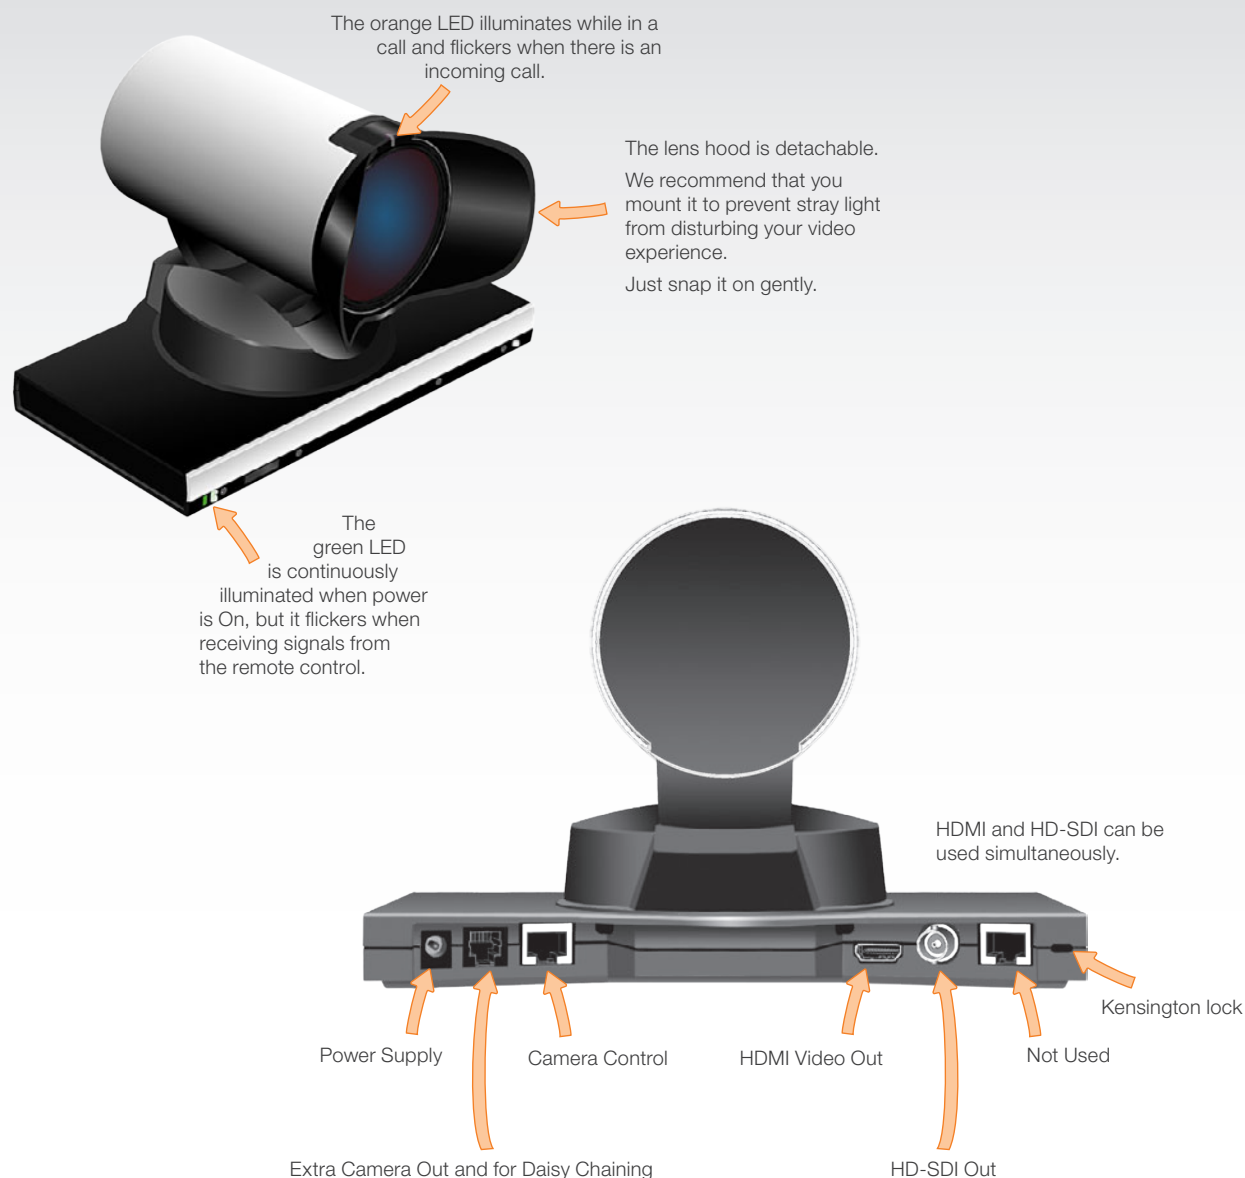 The orange LED illuminates while in a
call and flickers when there is an
incoming call.
The lens hood is detachable.
We recommend that you
mount it to prevent stray light
from disturbing your video
experience.
Just snap it on gently.
The
green LED
is continuously
illuminated when power
is On, but it flickers when
receiving signals from
the remote control.
HDMI and HD-SDI can be
used simultaneously.
Kensington lock
Power Supply
Camera Control
HDMI Video Out
Not Used
Extra Camera Out and for Daisy Chaining
HD-SDI Out